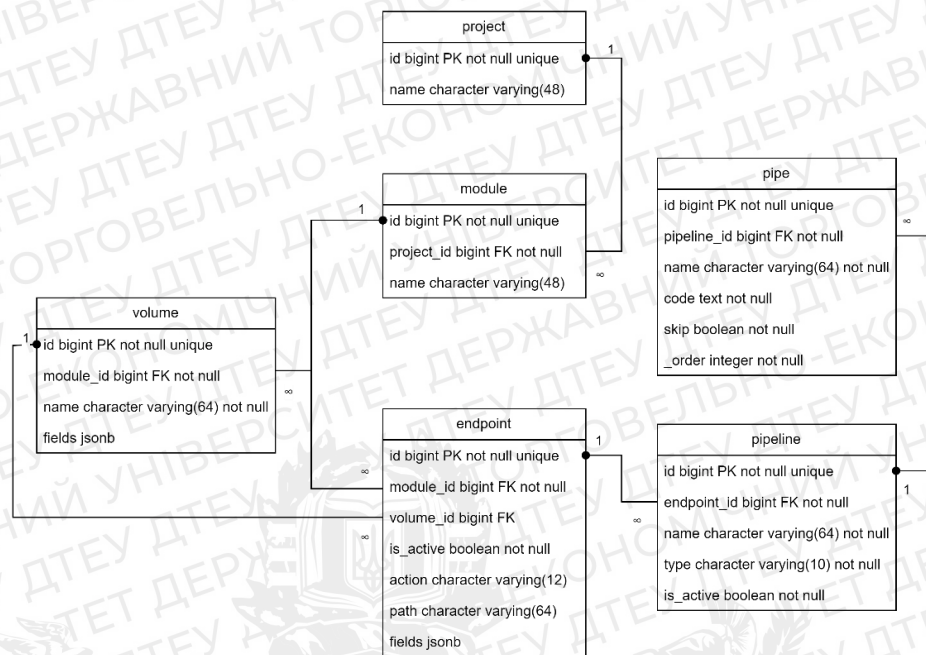 project
id bigint PK not null unique
name character varying(48)
1
module
id bigint PK not null unique
project_id bigint FK not null
name character varying(48)
1
∞
pipe
id bigint PK not null unique
pipeline_id bigint FK not null
name character varying(64) not null
code text not null
skip boolean not null
_order integer not null
∞
volume
id bigint PK not null unique
module_id bigint FK not null
name character varying(64) not null
fields jsonb
1
∞
endpoint
id bigint PK not null unique
module_id bigint FK not null
volume_id bigint FK
is_active boolean not null
action character varying(12)
path character varying(64)
fields jsonb
1
∞
∞
pipeline
id bigint PK not null unique
endpoint_id bigint FK not null
name character varying(64) not null
type character varying(10) not null
is_active boolean not null
1
∞
ДЕРЖАВНИЙ ТОРГОВЕЛЬНО-ЕКОНОМІЧНИЙ УНІВЕРСИТЕТ ДТЕУ